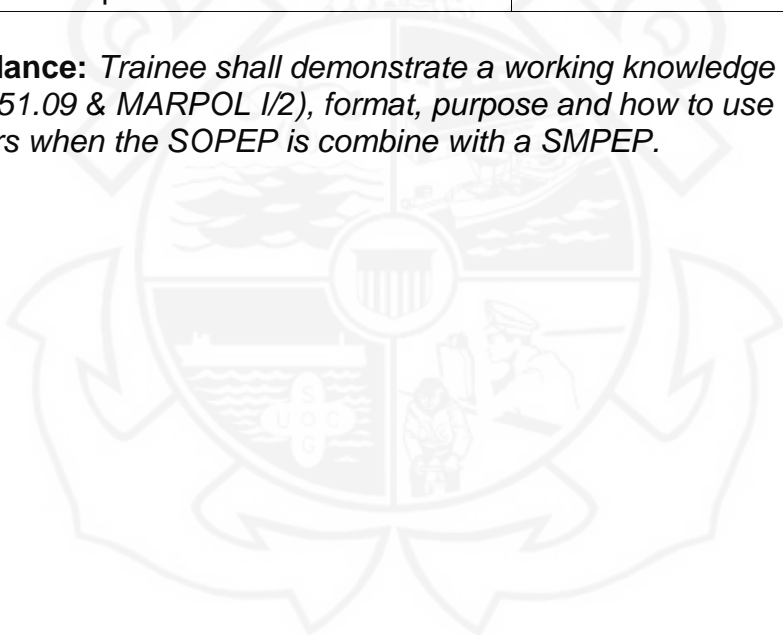 lance: Trainee shall demonstrate a working knowledge
51.09 & MARPOL I/2), format, purpose and how to use
rs when the SOPEP is combine with a SMPEP.
S
U O C
G